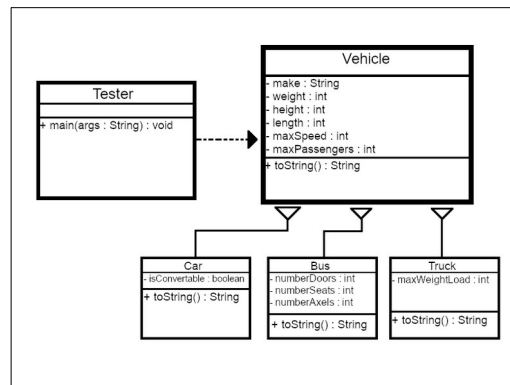 Tester
+ main(args : String) : void
Vehicle
- make : String
- weight : int
- height : int
- length : int
- maxSpeed : int
- maxPassengers : int
+ toString() : String
Car
- isConvertable : boolean
+ toString() : String
Bus
- numberDoors : int
- numberSeats : int
- numberAxels : int
+ toString() : String
Truck
- maxWeightLoad : int
+ toString() : String